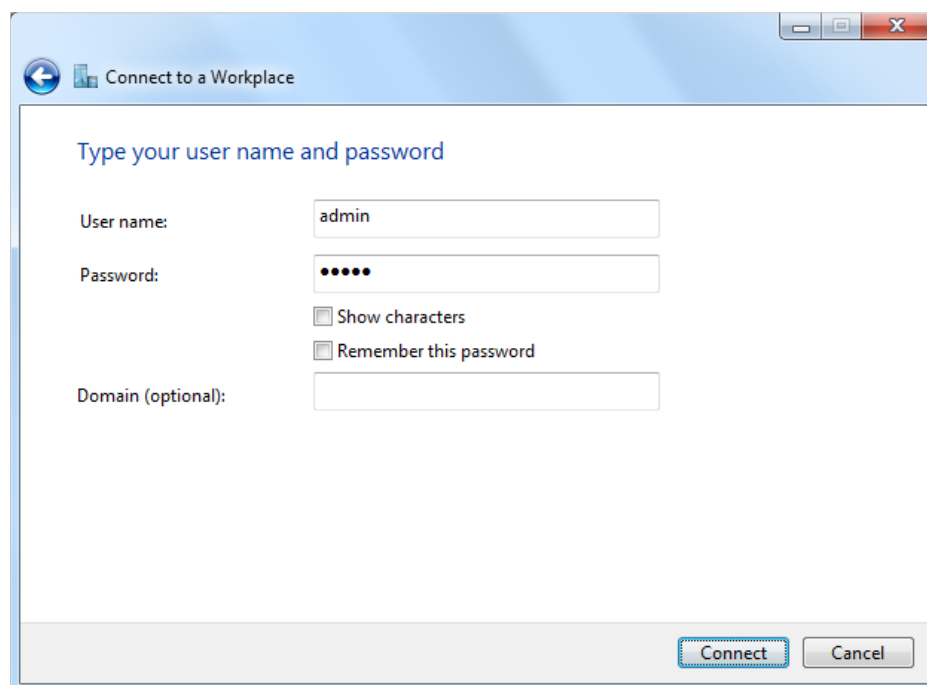 Connect to a Workplace
Type your user name and password
User name:
admin
Password:
•••••
Show characters
Remember this password
Domain (optional):
Connect
Cancel